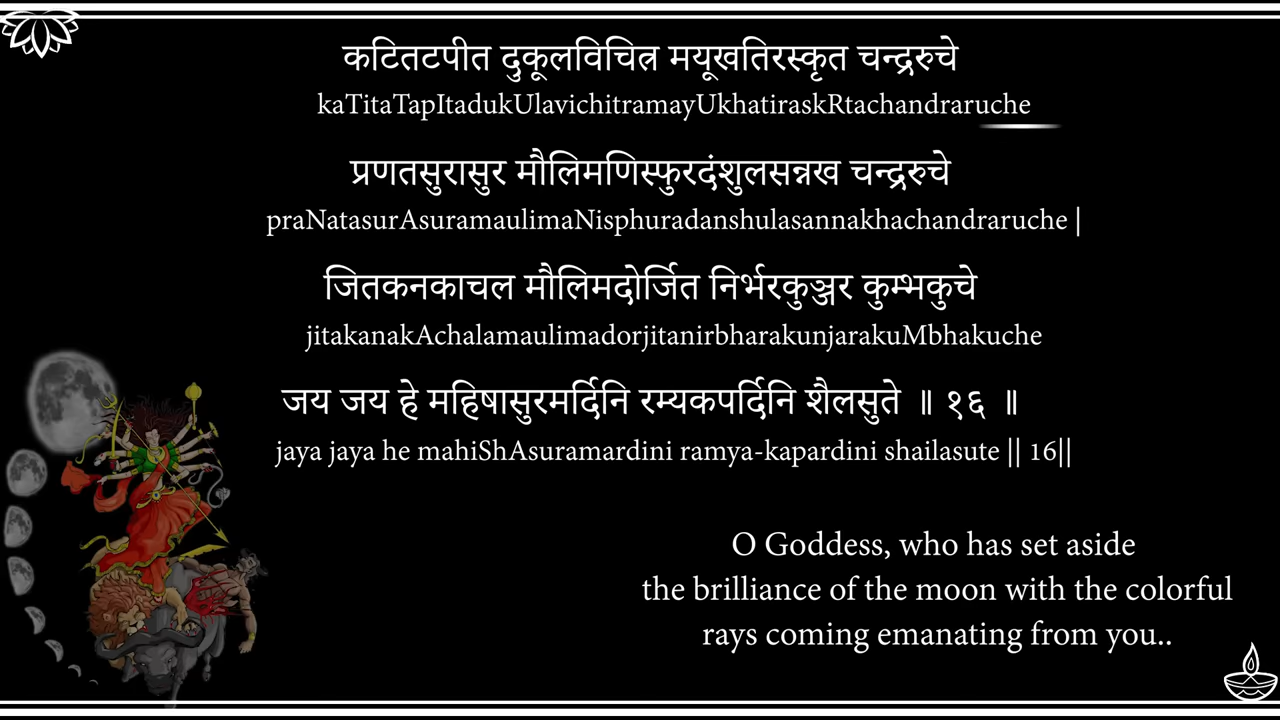 कटितटपीत दुकूलविचित्र मयूखतिरस्कृत चन्द्ररुचे
kaTitaTapItadukUlavichitramayUkhatiraskRtachandraruche
प्रणतसुरासुर मौलिमणिस्फुरदंशुलसन्नख चन्द्ररुचे
praNatasurAsuramaulimaNisphuradanshulasannakhachandraruche |
जितकनकाचल मौलिमदोर्जित निर्भरकुञ्जर कुम्भकुचे
jitakanakAchalamaulimadorjitanirbharakunjarakuMbhakuche
जय जय हे महिषासुरमर्दिनि रम्यकपर्दिनि शैलसुते ॥ १६ ॥
jaya jaya he mahiShAsuramardini ramya-kapardini shailasute || 16||
O Goddess, who has set aside
the brilliance of the moon with the colorful
rays coming emanating from you..